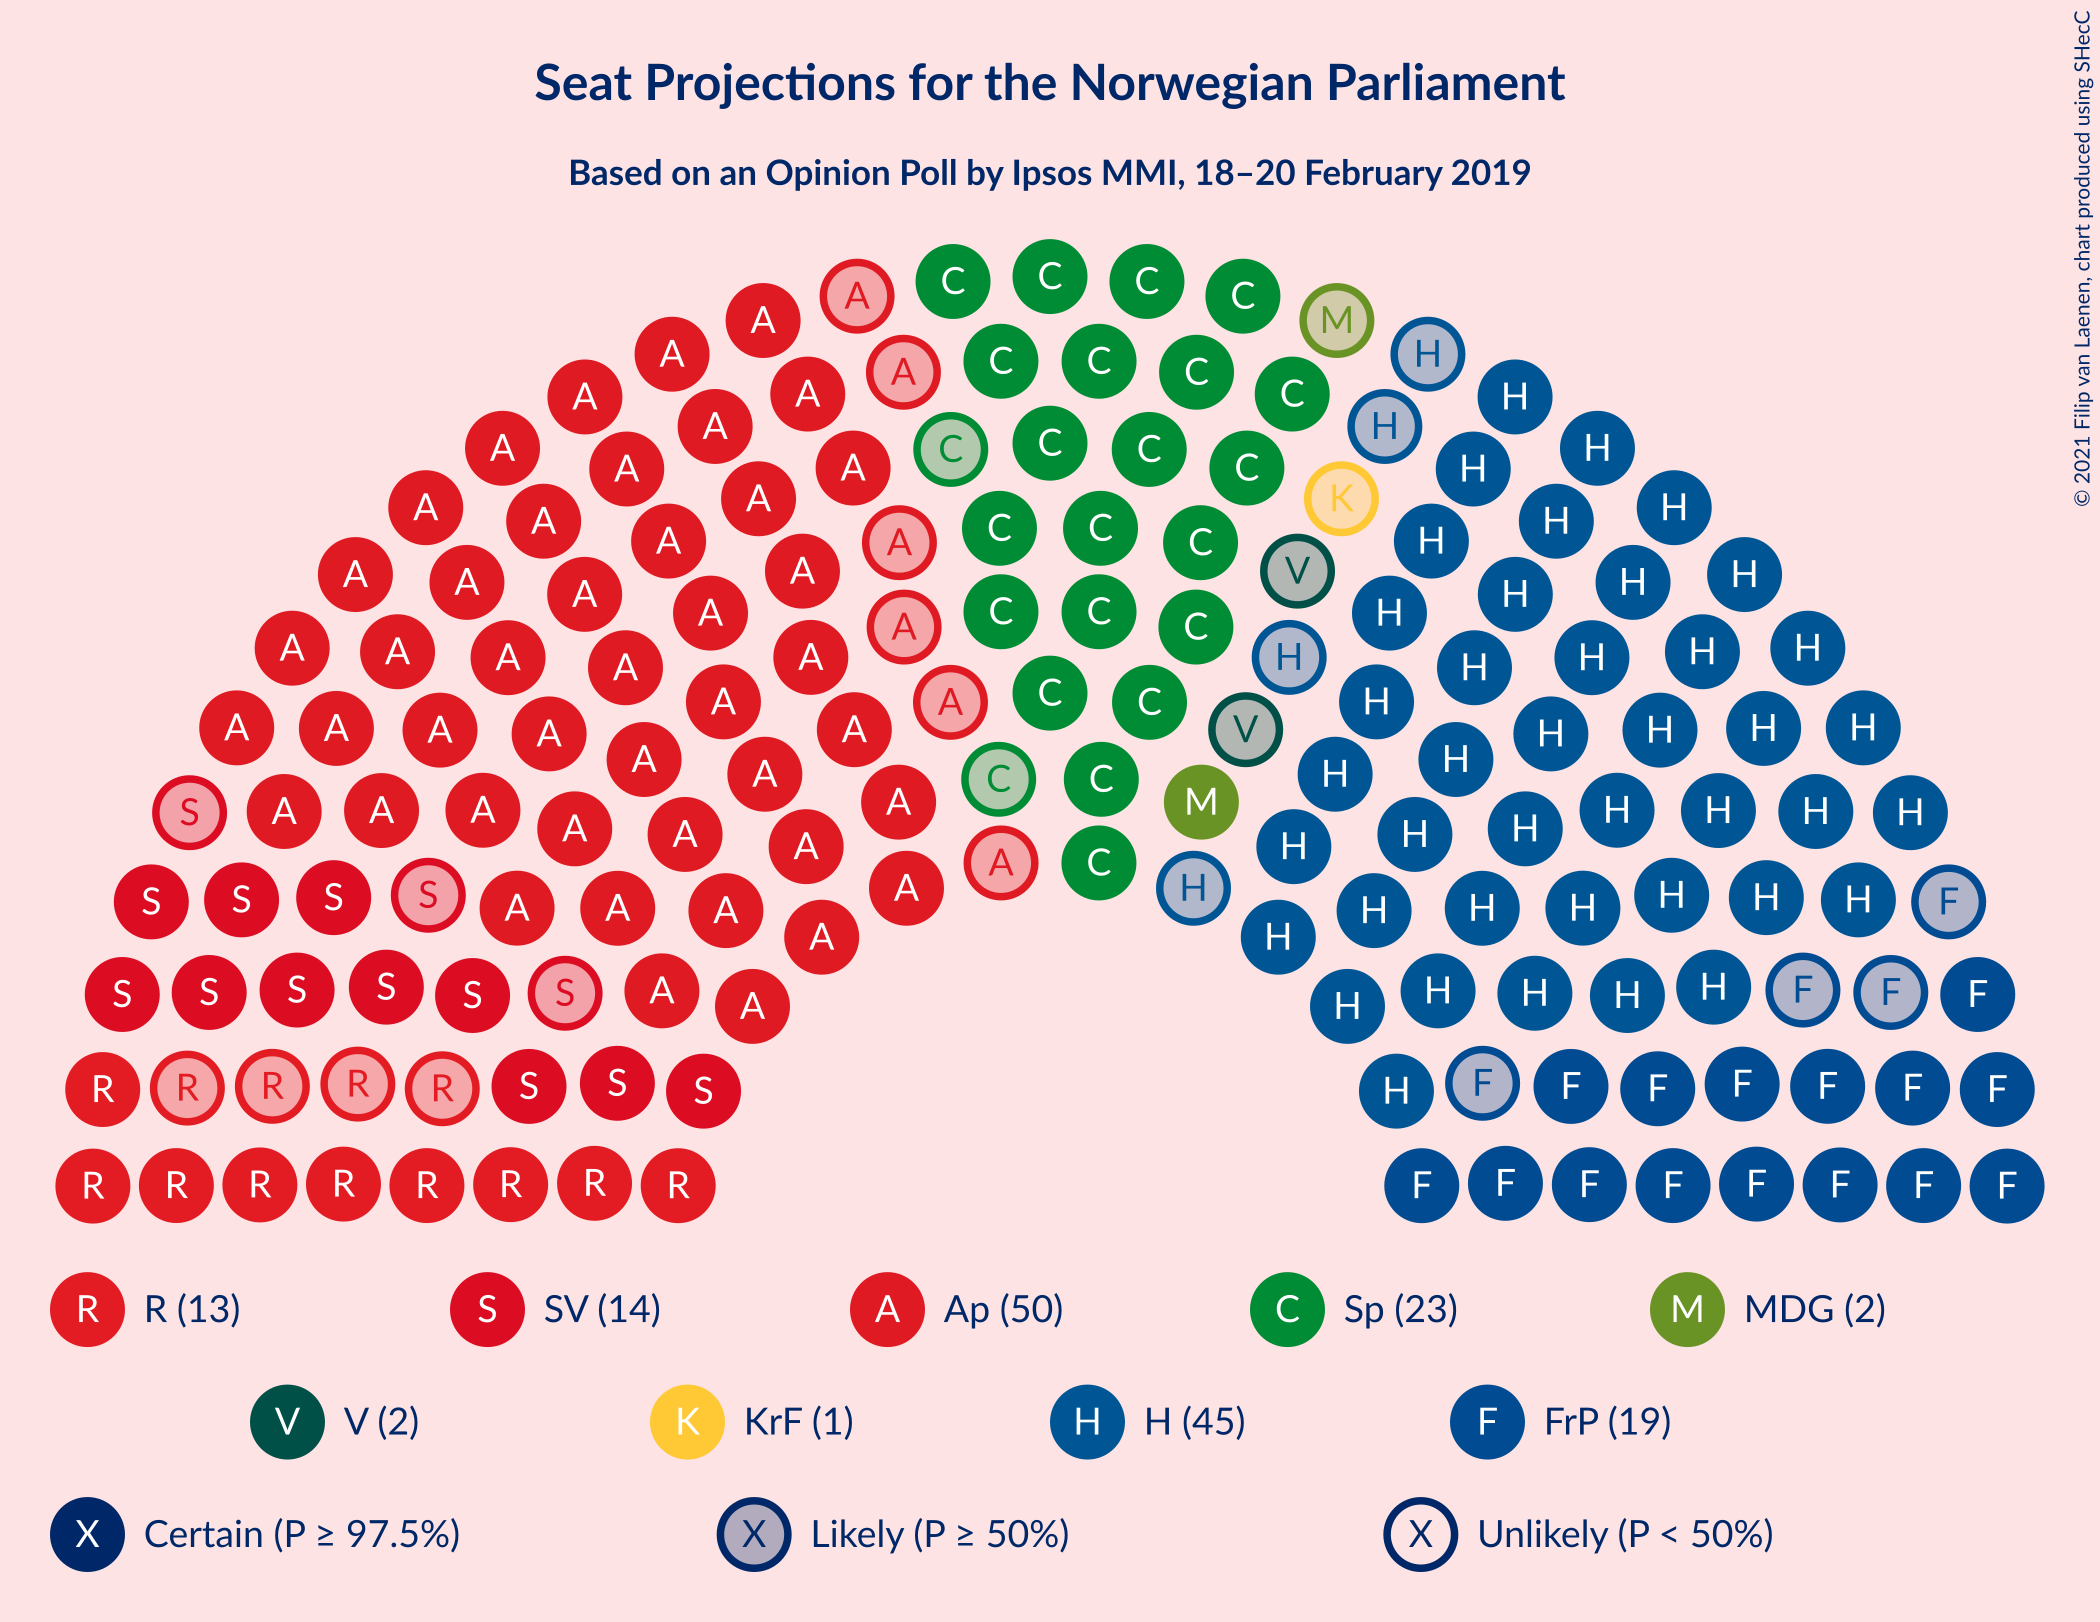 Seat Projections for the Norwegian Parliament
Based on an Opinion Poll by Ipsos MMI, 18–20 February 2019
© 2021 Filip van Laenen, chart produced using SHecC
C C C C
A A M
A C C C C H
A A A C H H
A A C C C C H H
A A A K H
A A C C C H H H
A A A A V H H
A A A A C C C H H H H
A A A A A H H H H H
A A A A A C C V H H H H
A A A A A A H H H H H H
S A A A A A A C C M H H H H H H H
S S S S A A A A A C H H H H H H H H F
S S S S S S A A A H H H H H H F F F
R R R R R S S S H F F F F F F F
R R R R R R R R F F F F F F F F
R R (13) S SV (14) A Ap (50) C Sp (23) M MDG (2)
V V (2) K KrF (1) H H (45) F FrP (19)
X Certain (P ≥ 97.5%) X Likely (P ≥ 50%) X Unlikely (P < 50%)